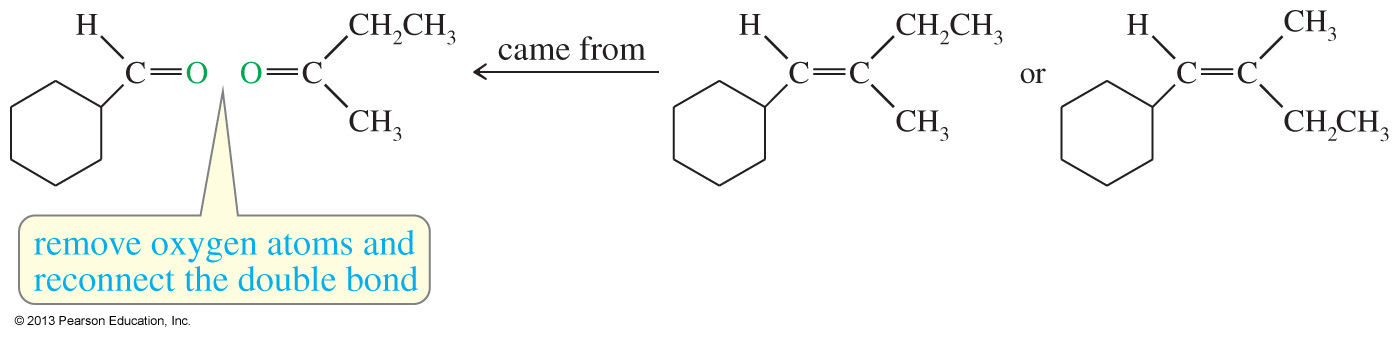 H CH₂CH₃ H CH₂CH₃ H CH₃
C=O O=C came from C=C or C=C
CH₃ CH₃ CH₂CH₃
remove oxygen atoms and
reconnect the double bond
© 2013 Pearson Education, Inc.